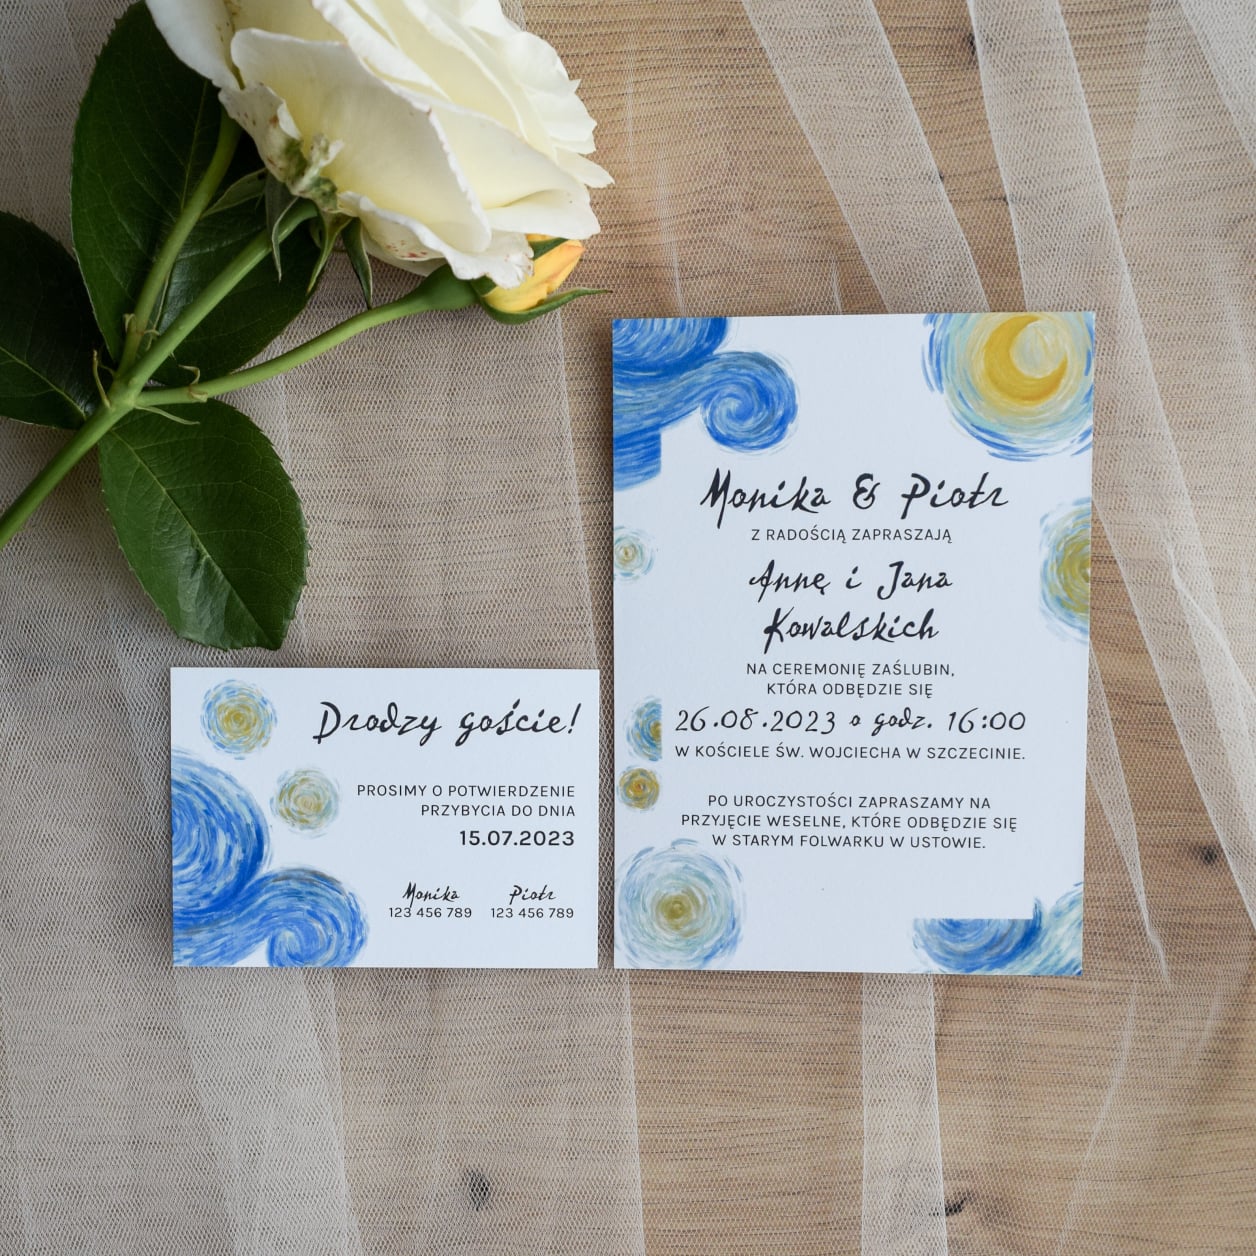 Monika & Piotr
Z RADOŚCIĄ ZAPRASZAJĄ
Annę i Jana
Kowalskich
NA CEREMONIĘ ZAŚLUBIN,
KTÓRA ODBĘDZIE SIĘ
26.08.2023 o godz. 16:00
W KOŚCIELE ŚW. WOJCIECHA W SZCZECINIE.
PO UROCZYSTOŚCI ZAPRASZAMY NA
PRZYJĘCIE WESELNE, KTÓRE ODBĘDZIE SIĘ
W STARYM FOLWARKU W USTOWIE.
Drodzy goście!
PROSIMY O POTWIERDZENIE
PRZYBYCIA DO DNIA
15.07.2023
Monika Piotr
123 456 789 123 456 789